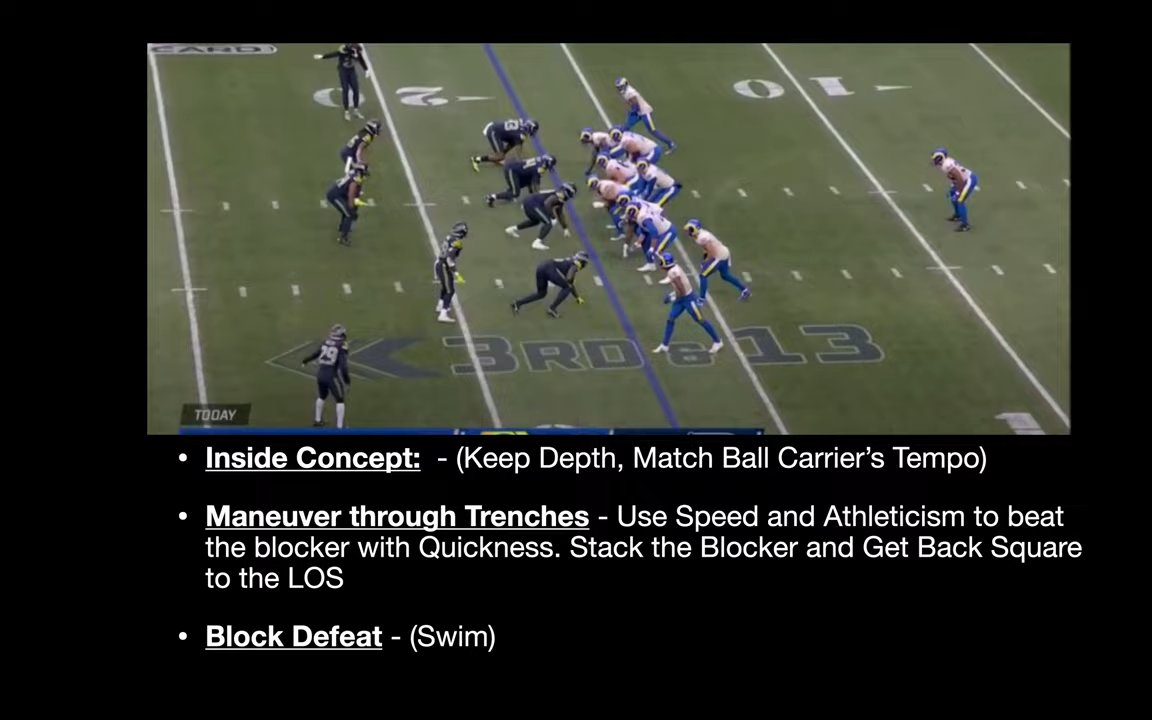 CARD
20
10
3RD & 13
29
TODAY
• Inside Concept: - (Keep Depth, Match Ball Carrier’s Tempo)
• Maneuver through Trenches - Use Speed and Athleticism to beat
the blocker with Quickness. Stack the Blocker and Get Back Square
to the LOS
• Block Defeat - (Swim)